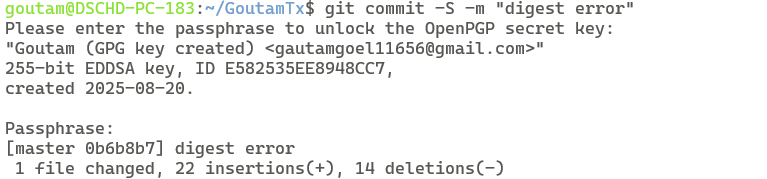 goutam@DSCHD-PC-183:~/GoutamTx$ git commit -S -m "digest error"
Please enter the passphrase to unlock the OpenPGP secret key:
"Goutam (GPG key created) <gautamgoel11656@gmail.com>"
255-bit EDDSA key, ID E582535EE8948CC7,
created 2025-08-20.

Passphrase:
[master 0b6b8b7] digest error
 1 file changed, 22 insertions(+), 14 deletions(-)